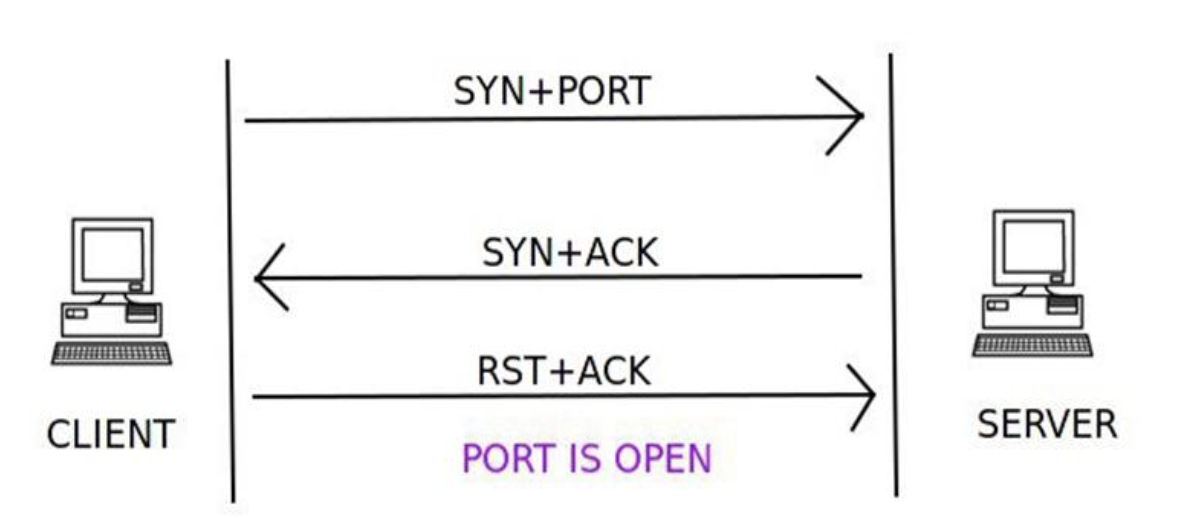 SYN+PORT
SYN+ACK
RST+ACK
CLIENT
SERVER
PORT IS OPEN